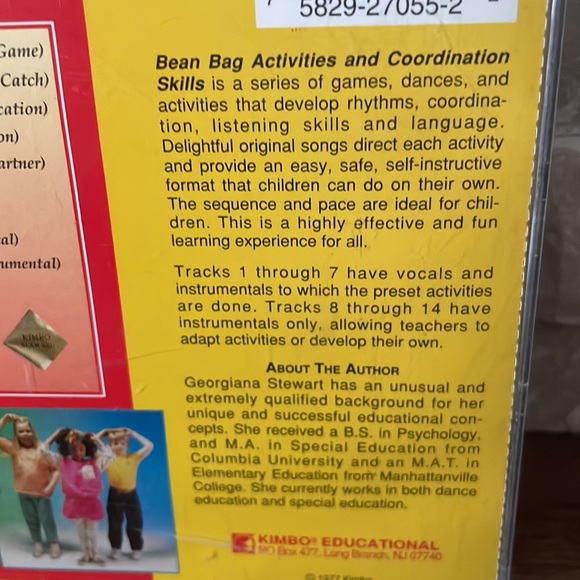 5829-27055-2
Game)
Catch)
cation)
on)
artner)
al)
umental)
KIMBO
Bean Bag Activities and Coordination
Skills is a series of games, dances, and
activities that develop rhythms, coordina-
tion, listening skills and language.
Delightful original songs direct each activity
and provide an easy, safe, self-instructive
format that children can do on their own.
The sequence and pace are ideal for chil-
dren. This is a highly effective and fun
learning experience for all.
Tracks 1 through 7 have vocals and
instrumentals to which the preset activities
are done. Tracks 8 through 14 have
instrumentals only, allowing teachers to
adapt activities or develop their own.
ABOUT THE AUTHOR
Georgiana Stewart has an unusual and
extremely qualified background for her
unique and successful educational con-
cepts. She received a B.S. in Psychology,
and M.A. in Special Education from
Columbia University and an M.A.T. in
Elementary Education from Manhattanville
College. She currently works in both dance
education and special education.
KIMBO® EDUCATIONAL
PO Box 477, Long Branch, NJ 07740
© 1977 Kimbo